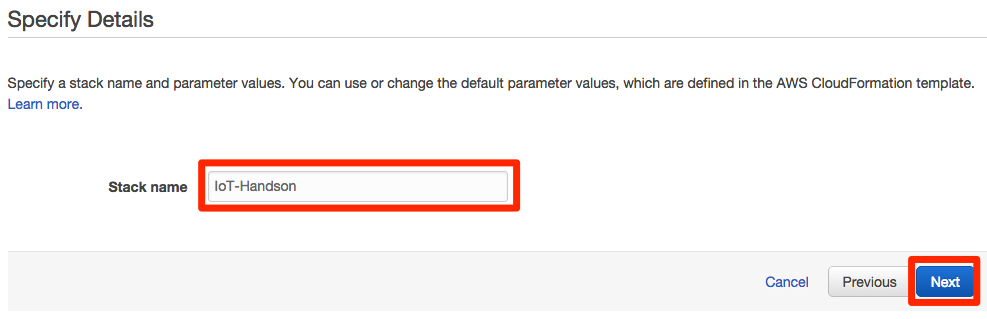 Specify Details
Specify a stack name and parameter values. You can use or change the default parameter values, which are defined in the AWS CloudFormation template.
Learn more.
Stack name IoT-Handson
Cancel Previous Next